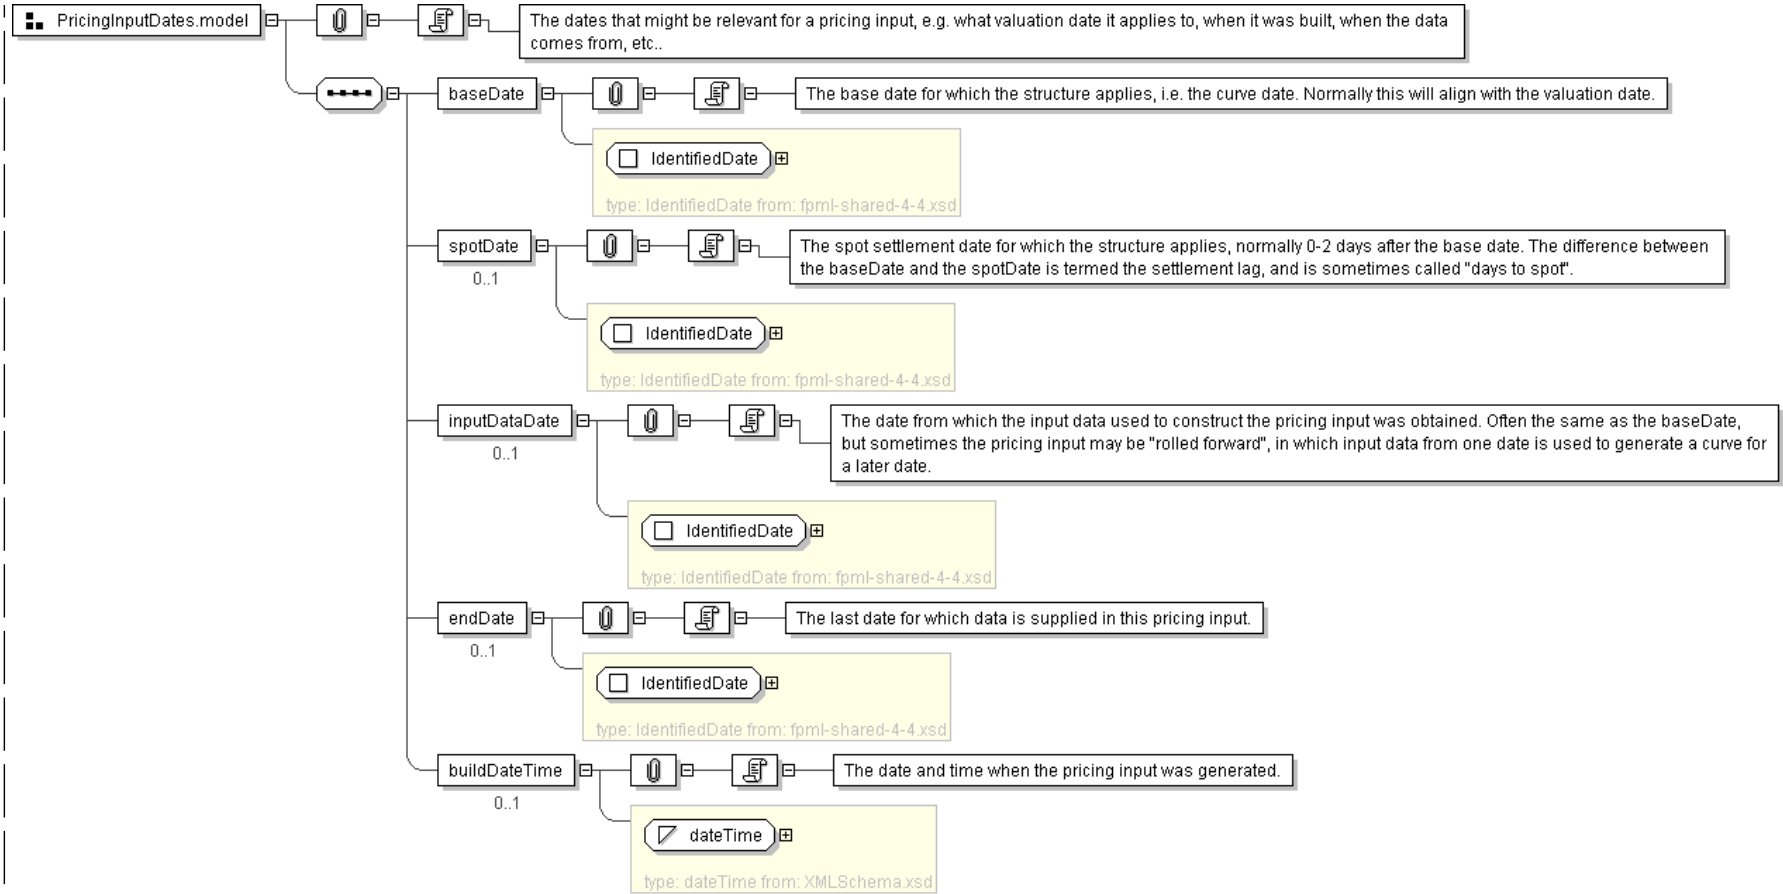 PricingInputDates.model
The dates that might be relevant for a pricing input, e.g. what valuation date it applies to, when it was built, when the data
comes from, etc..
baseDate
The base date for which the structure applies, i.e. the curve date. Normally this will align with the valuation date.
IdentifiedDate
type: IdentifiedDate from: fpml-shared-4-4.xsd
spotDate
0..1
The spot settlement date for which the structure applies, normally 0-2 days after the base date. The difference between
the baseDate and the spotDate is termed the settlement lag, and is sometimes called "days to spot".
IdentifiedDate
type: IdentifiedDate from: fpml-shared-4-4.xsd
inputDataDate
0..1
The date from which the input data used to construct the pricing input was obtained. Often the same as the baseDate,
but sometimes the pricing input may be "rolled forward", in which input data from one date is used to generate a curve for
a later date.
IdentifiedDate
type: IdentifiedDate from: fpml-shared-4-4.xsd
endDate
0..1
The last date for which data is supplied in this pricing input.
IdentifiedDate
type: IdentifiedDate from: fpml-shared-4-4.xsd
buildDateTime
0..1
The date and time when the pricing input was generated.
dateTime
type: dateTime from: XMLSchema.xsd